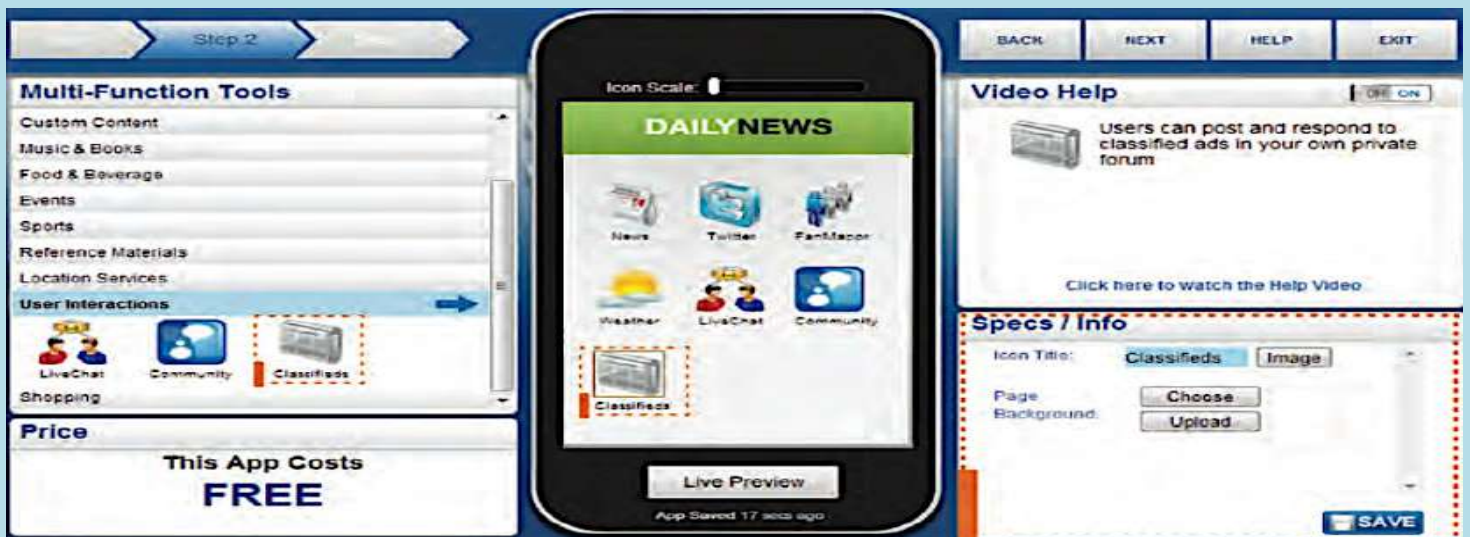 Step 2
BACK
NEXT
HELP
EXIT
Multi-Function Tools
Custom Content
Music & Books
Food & Beverage
Events
Sports
Reference Materials
Location Services
User Interactions
LiveChat
Community
Classifieds
Shopping
Price
This App Costs
FREE
Icon Scale:
DAILYNEWS
News
Twitter
FanMapper
Weather
LiveChat
Community
Classifieds
Live Preview
App Saved 17 secs ago
Video Help
OFF ON
Users can post and respond to
classified ads in your own private
forum
Click here to watch the Help Video
Specs / Info
Icon Title:
Classifieds
Image
Page
Background:
Choose
Upload
SAVE